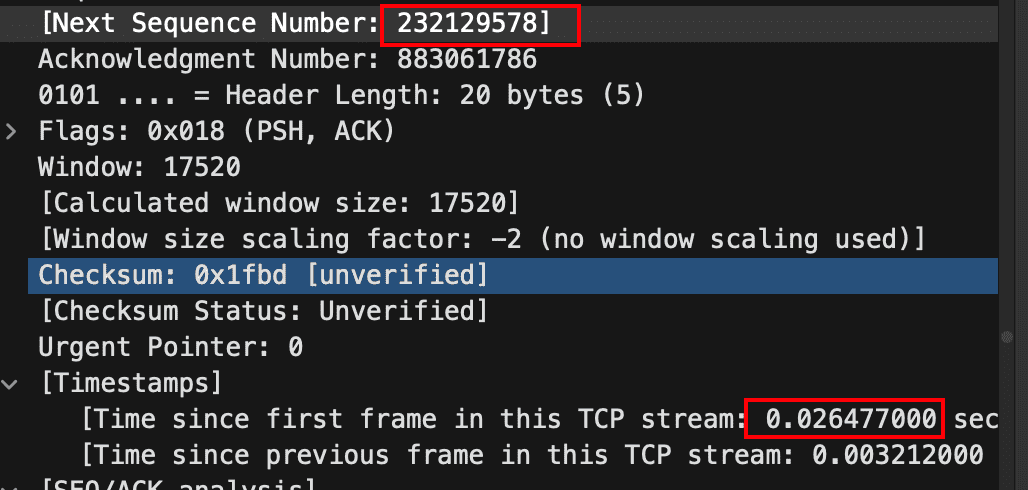 [Next Sequence Number: 232129578]
Acknowledgment Number: 883061786
0101 .... = Header Length: 20 bytes (5)
Flags: 0x018 (PSH, ACK)
Window: 17520
[Calculated window size: 17520]
[Window size scaling factor: -2 (no window scaling used)]
Checksum: 0x1fbd [unverified]
[Checksum Status: Unverified]
Urgent Pointer: 0
[Timestamps]
[Time since first frame in this TCP stream: 0.026477000 sec
[Time since previous frame in this TCP stream: 0.003212000
[SEQ/ACK analysis]